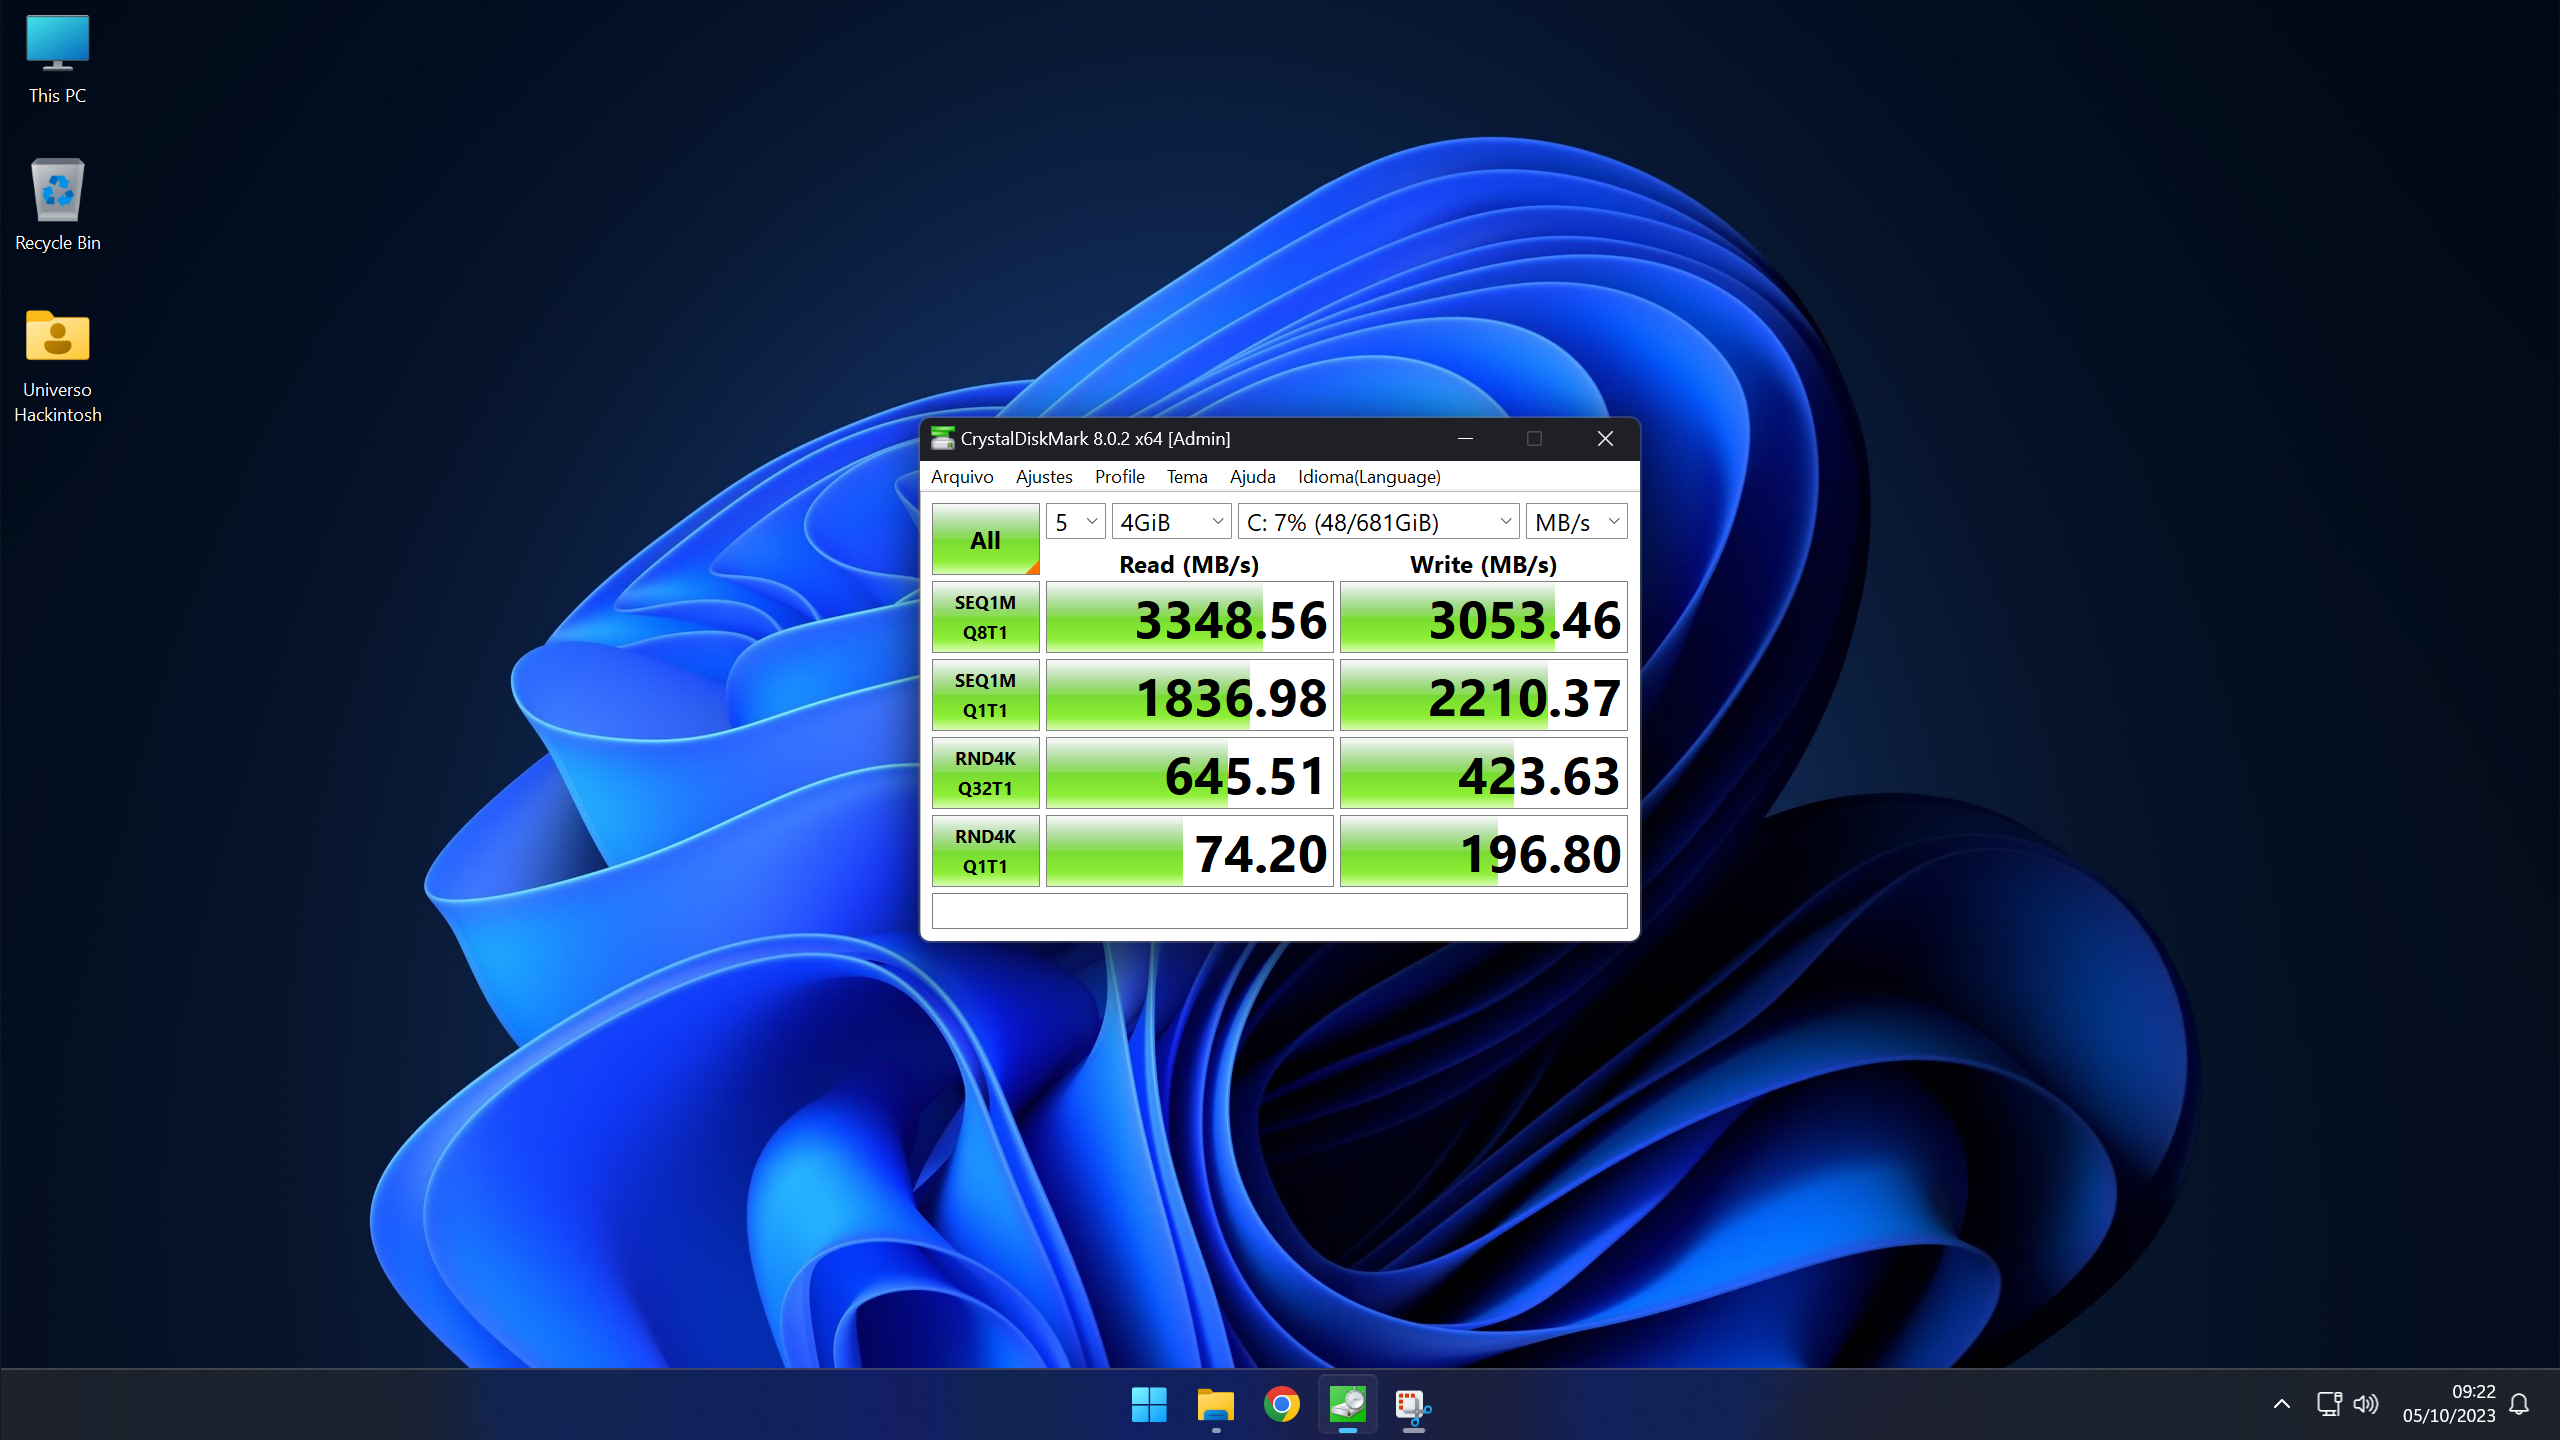 This PC
Recycle Bin
Universo
Hackintosh
CrystalDiskMark 8.0.2 x64 [Admin]
Arquivo Ajustes Profile Tema Ajuda Idioma(Language)
All
5 4GiB C: 7% (48/681GiB) MB/s
Read (MB/s) Write (MB/s)
SEQ1M
Q8T1
3348.56 3053.46
SEQ1M
Q1T1
1836.98 2210.37
RND4K
Q32T1
645.51 423.63
RND4K
Q1T1
74.20 196.80
09:22
05/10/2023